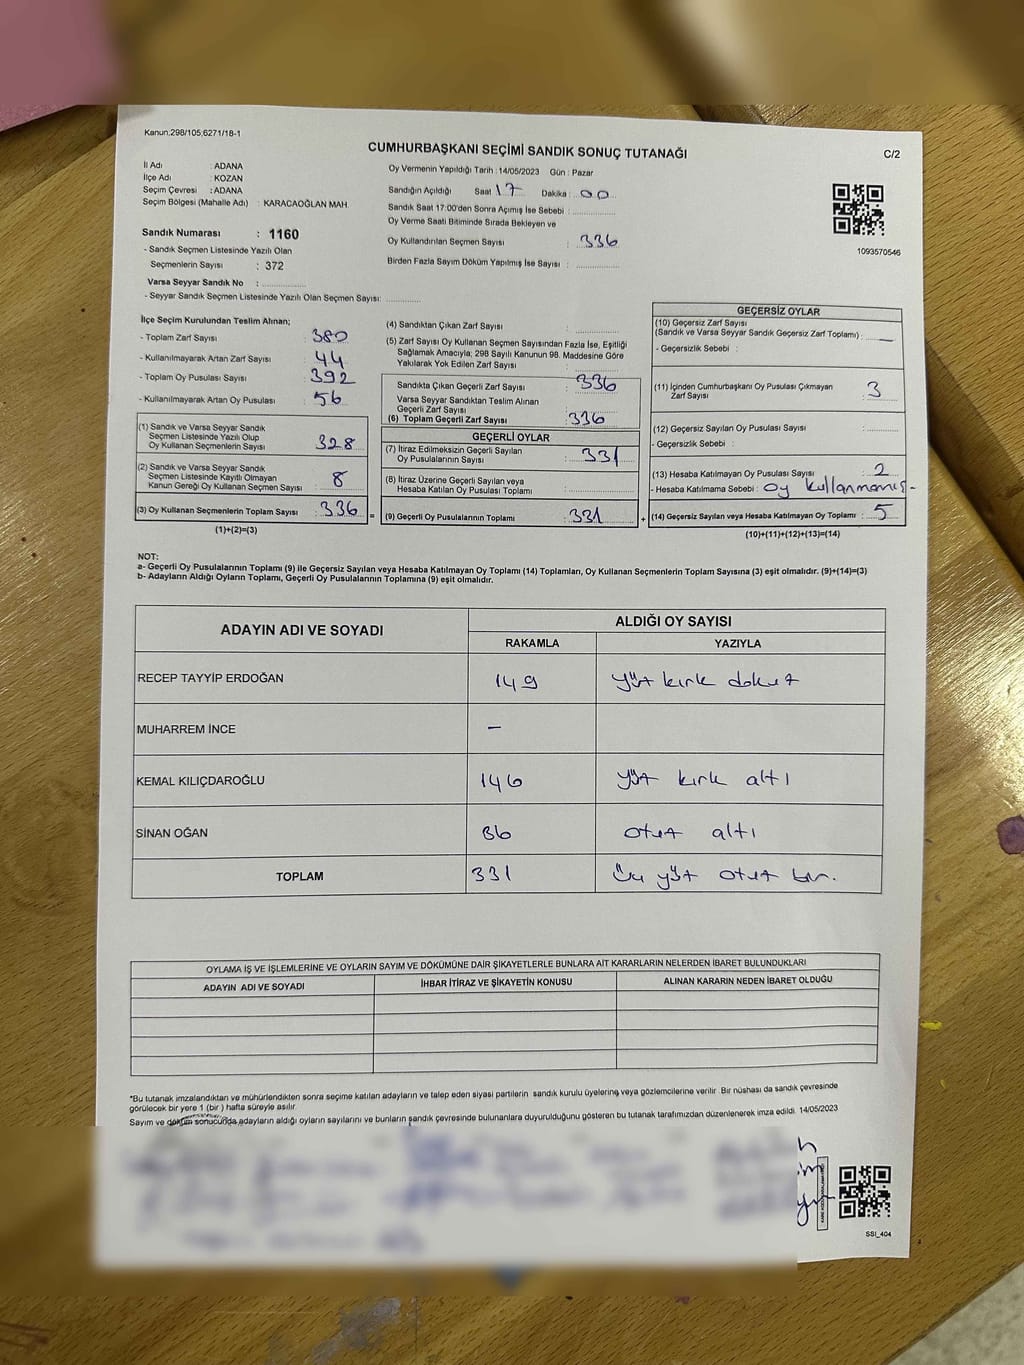 Kanun;298/105;6271/18-1
CUMHURBAŞKANI SEÇİMİ SANDIK SONUÇ TUTANAĞI
C/2
İl Adı : ADANA
İlçe Adı : KOZAN
Seçim Çevresi : ADANA
Seçim Bölgesi (Mahalle Adı) : KARACAOĞLAN MAH.
Sandık Numarası : 1160
- Sandık Seçmen Listesinde Yazılı Olan
Seçmenlerin Sayısı : 372
Varsa Seyyar Sandık No :
- Seyyar Sandık Seçmen Listesinde Yazılı Olan Seçmen Sayısı:
Oy Vermenin Yapıldığı Tarih : 14/05/2023 Gün : Pazar
Sandığın Açıldığı Saat 17 Dakika : 00
Sandık Saat 17:00'den Sonra Açımış İse Sebebi :
Oy Verme Saati Bitiminde Sırada Bekleyen ve
Oy Kullandırılan Seçmen Sayısı : 336
Birden Fazla Sayım Döküm Yapılmış İse Sayısı :
1093570546
İlçe Seçim Kurulundan Teslim Alınan;
- Toplam Zarf Sayısı : 380
- Kullanılmayarak Artan Zarf Sayısı : 44
- Toplam Oy Pusulası Sayısı : 392
- Kullanılmayarak Artan Oy Pusulası : 56
(1) Sandık ve Varsa Seyyar Sandık
Seçmen Listesinde Yazılı Olup
Oy Kullanan Seçmenlerin Sayısı : 328
(2) Sandık ve Varsa Seyyar Sandık
Seçmen Listesinde Kayıtlı Olmayan
Kanun Gereği Oy Kullanan Seçmen Sayısı : 8
(3) Oy Kullanan Seçmenlerin Toplam Sayısı : 336 =
(1)+(2)=(3)
(4) Sandıktan Çıkan Zarf Sayısı :
(5) Zarf Sayısı Oy Kullanan Seçmen Sayısından Fazla İse, Eşitliği
Sağlamak Amacıyla; 298 Sayılı Kanunun 98. Maddesine Göre
Yakılarak Yok Edilen Zarf Sayısı :
Sandıkta Çıkan Geçerli Zarf Sayısı : 336
Varsa Seyyar Sandıktan Teslim Alınan
Geçerli Zarf Sayısı :
(6) Toplam Geçerli Zarf Sayısı : 336
GEÇERLİ OYLAR
(7) İtiraz Edilmeksizin Geçerli Sayılan
Oy Pusulalarının Sayısı : 331
(8) İtiraz Üzerine Geçerli Sayılan veya
Hesaba Katılan Oy Pusulası Toplamı :
(9) Geçerli Oy Pusulalarının Toplamı : 331 +
GEÇERSİZ OYLAR
(10) Geçersiz Zarf Sayısı
(Sandık ve Varsa Seyyar Sandık Geçersiz Zarf Toplamı) : —
- Geçersizlik Sebebi :
(11) İçinden Cumhurbaşkanı Oy Pusulası Çıkmayan
Zarf Sayısı : 3
(12) Geçersiz Sayılan Oy Pusulası :
- Geçersizlik Sebebi :
(13) Hesaba Katılmayan Oy Pusulası Sayısı : 2
- Hesaba Katılmama Sebebi : Oy kullanmamış -
(14) Geçersiz Sayılan veya Hesaba Katılmayan Oy Toplamı : 5
(10)+(11)+(12)+(13)=(14)
NOT:
a- Geçerli Oy Pusulalarının Toplamı (9) ile Geçersiz Sayılan veya Hesaba Katılmayan Oy Toplamı (14) Toplamları, Oy Kullanan Seçmenlerin Toplam Sayısına (3) eşit olmalıdır. (9)+(14)=(3)
b- Adayların Aldığı Oyların Toplamı, Geçerli Oy Pusulalarının Toplamına (9) eşit olmalıdır.
ADAYIN ADI VE SOYADI
ALDIĞI OY SAYISI
RAKAMLA YAZIYLA
RECEP TAYYİP ERDOĞAN 149 yüz kırk dokuz
MUHARREM İNCE –
KEMAL KILIÇDAROĞLU 146 yüz kırk altı
SİNAN OĞAN 36 otuz altı
TOPLAM 331 Üç yüz otuz bir.
OYLAMA İŞ VE İŞLEMLERİNE VE OYLARIN SAYIM VE DÖKÜMÜNE DAİR ŞİKAYETLERLE BUNLARA AİT KARARLARIN NELERDEN İBARET BULUNDUKLARI
ADAYIN ADI VE SOYADI İHBAR İTİRAZ VE ŞİKAYETİN KONUSU ALINAN KARARIN NEDEN İBARET OLDUĞU
*Bu tutanak imzalandıktan ve mühürlendikten sonra seçime katılan adayların ve talep eden siyasi partilerin sandık kurulu üyelerine veya gözlemcilerine verilir. Bir nüshası da sandık çevresinde
görülecek bir yere 1 (bir ) hafta süreyle asılır.
Sayım ve döküm sonucunda adayların aldığı oyların sayılarını ve bunların sandık çevresinde bulunanlara duyurulduğunu gösteren bu tutanak tarafımızdan düzenlenerek imza edildi. 14/05/2023
SSİ_404